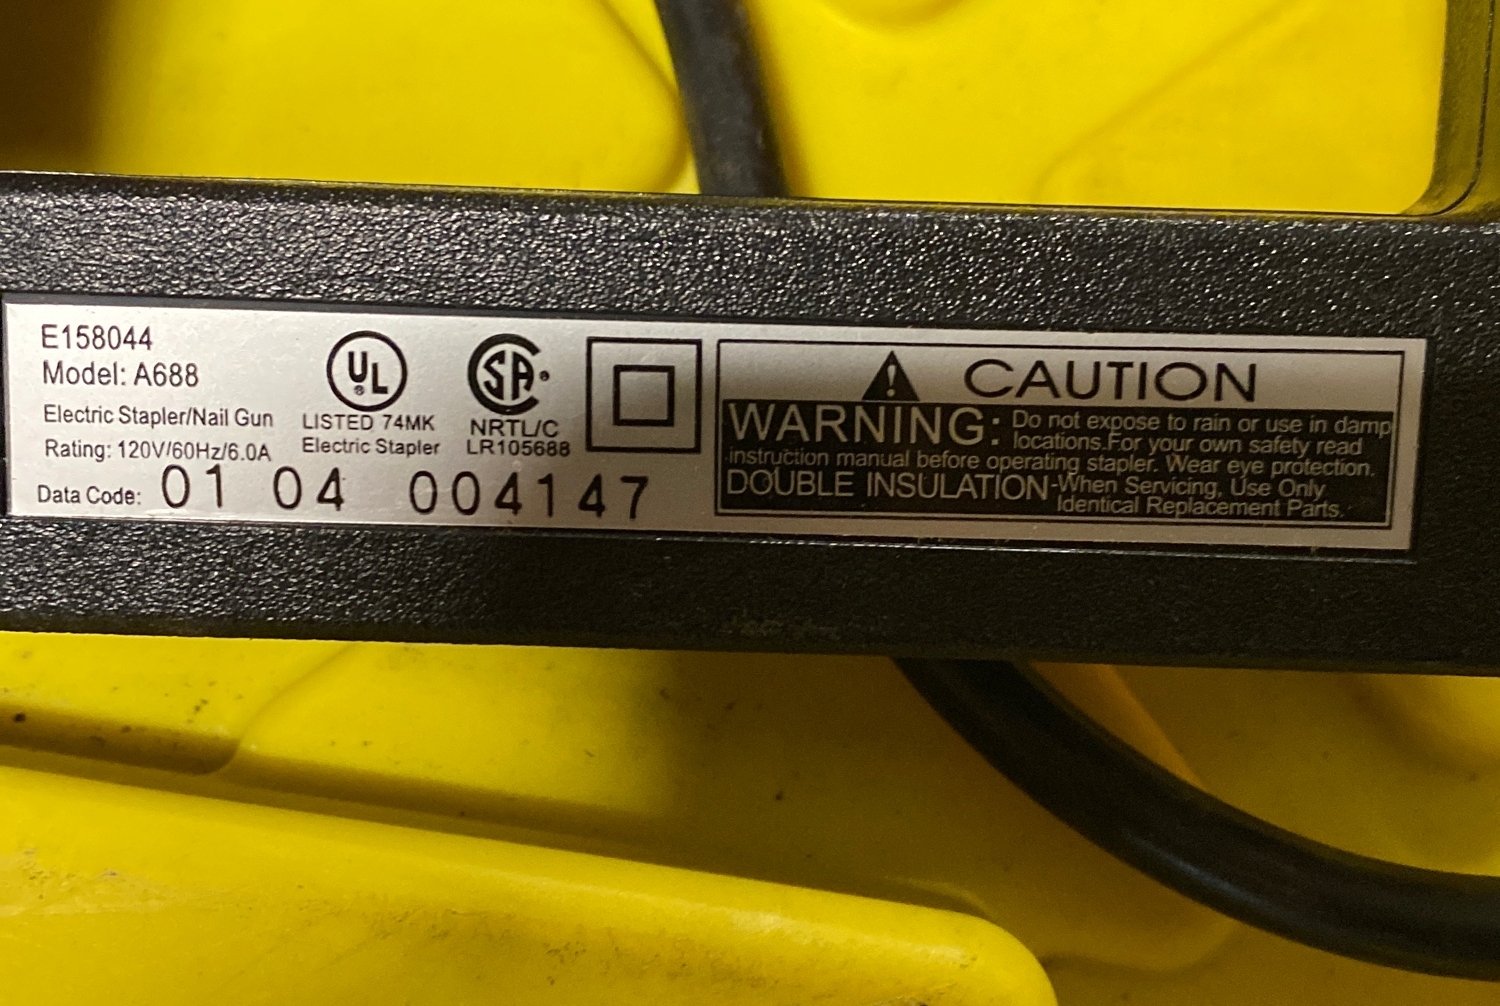 E158044
Model: A688
Electric Stapler/Nail Gun
Rating: 120V/60Hz/6.0A
Data Code: 01 04 004147
UL
®
LISTED 74MK
Electric Stapler
SA
®
NRTL/C
LR105688
! CAUTION
WARNING: Do not expose to rain or use in damp
locations.For your own safety read
instruction manual before operating stapler. Wear eye protection.
DOUBLE INSULATION-When Servicing, Use Only
Identical Replacement Parts.